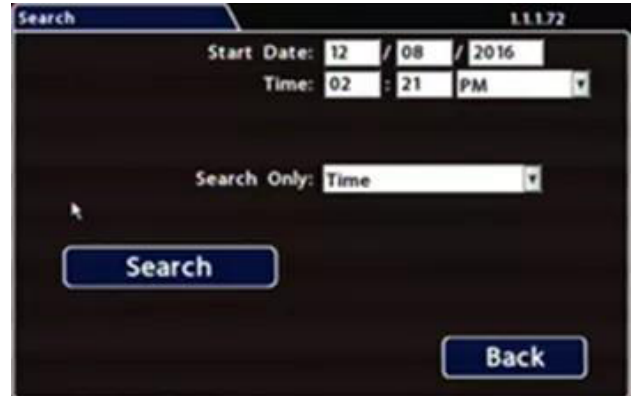 Search 1.1.1.72
Start Date: 12 / 08 / 2016
Time: 02 : 21 PM
Search Only: Time
Search
Back